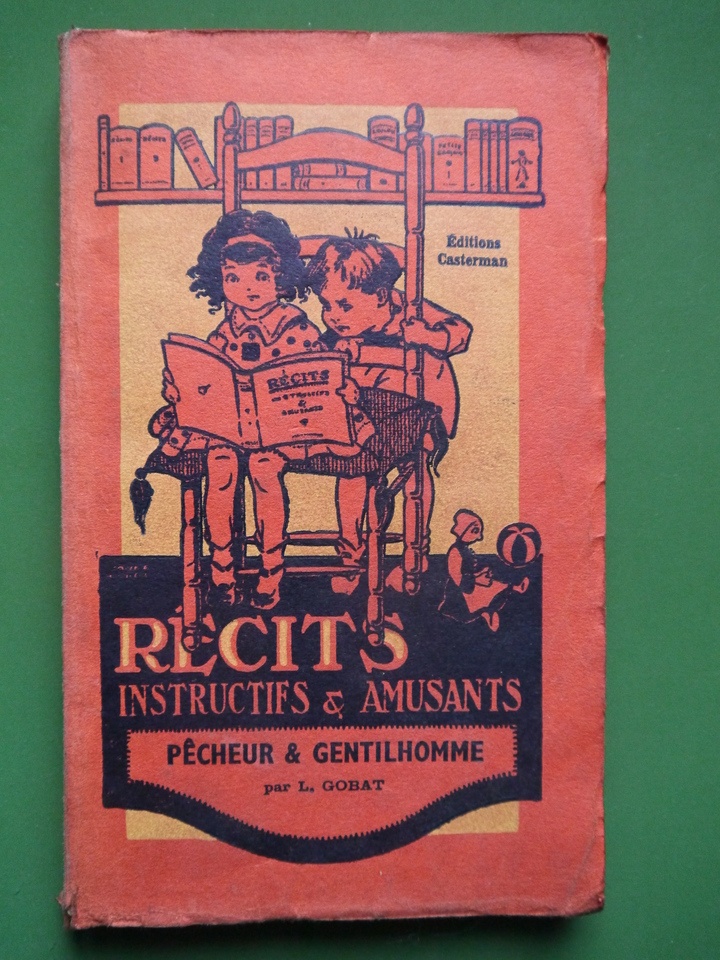 Éditions
Casterman
RÉCITS
INSTRUCTIFS
&
AMUSANTS
RÉCITS
INSTRUCTIFS & AMUSANTS
PÊCHEUR & GENTILHOMME
par L. GOBAT